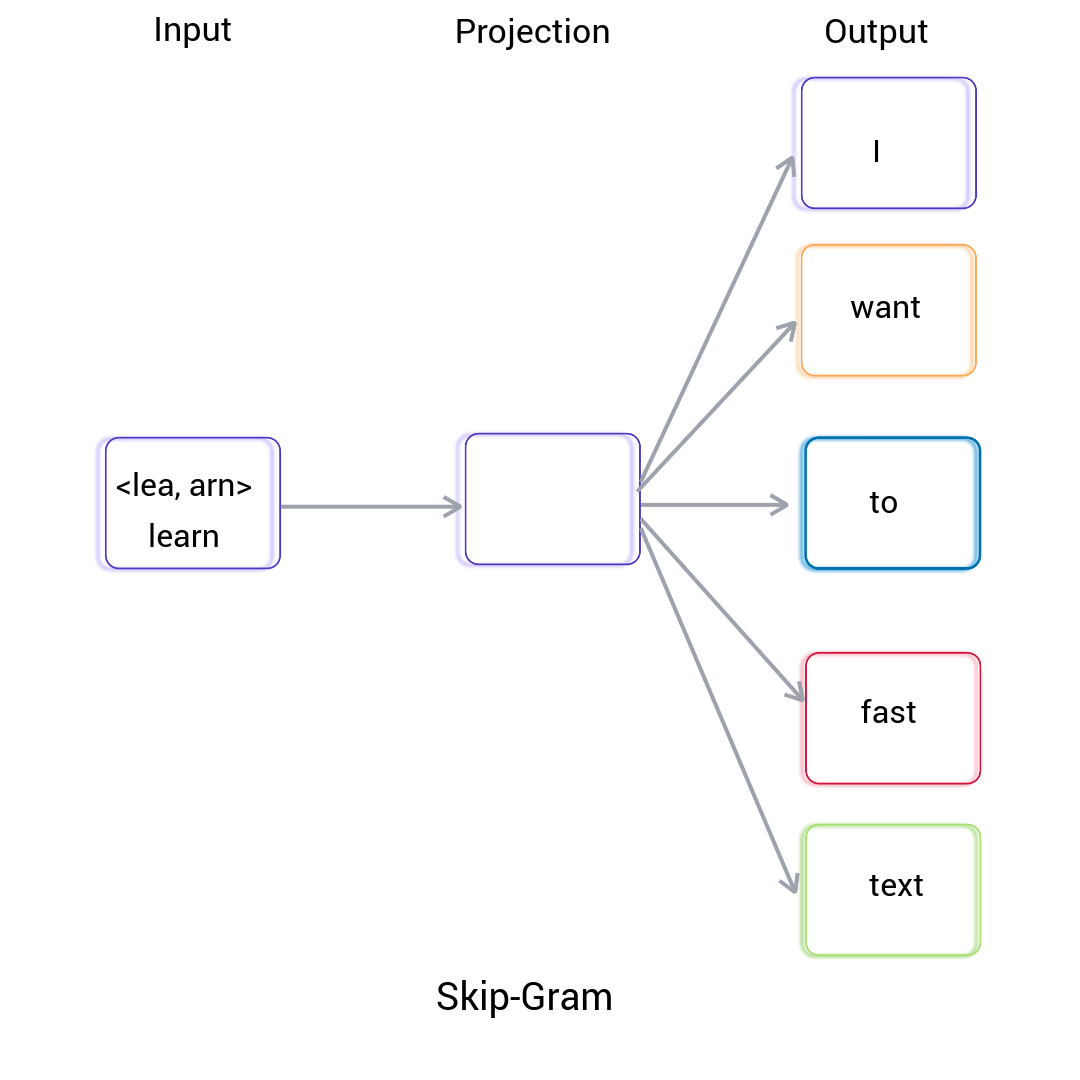 Input
Projection
Output
I
want
<lea, arn>
learn
to
fast
text
Skip-Gram